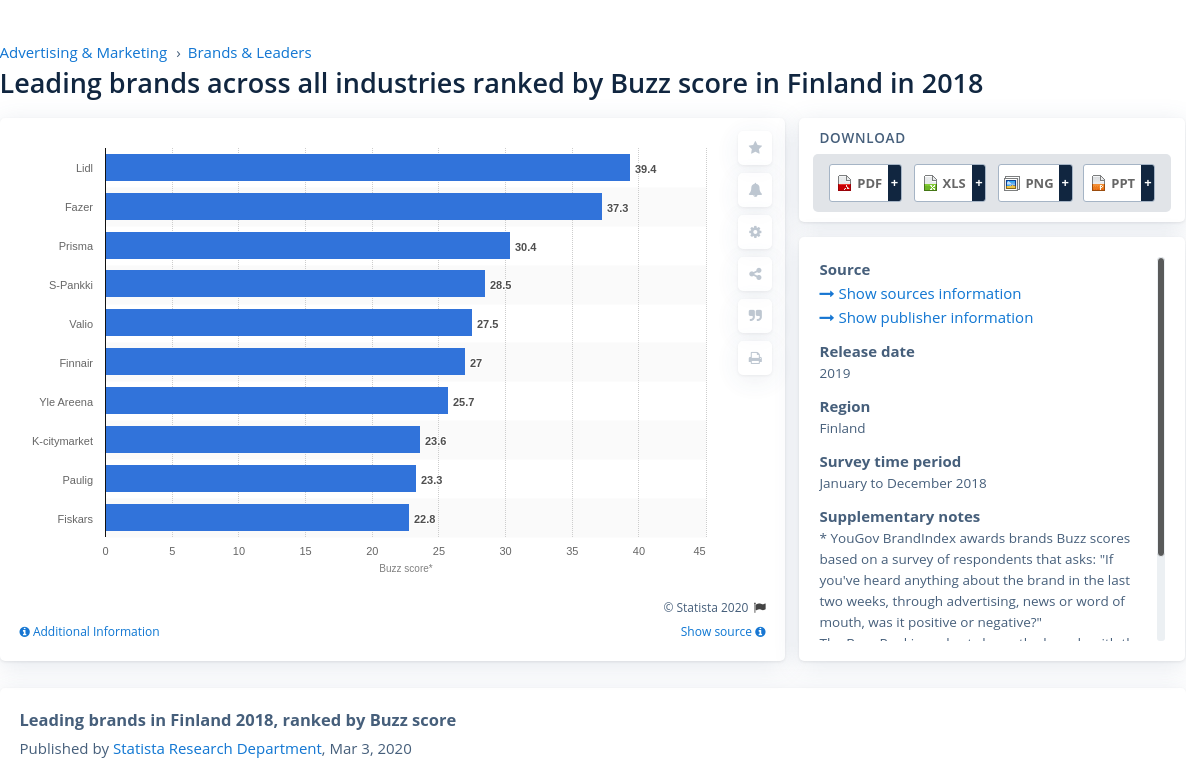 Advertising & Marketing › Brands & Leaders
Leading brands across all industries ranked by Buzz score in Finland in 2018
Lidl 39.4
Fazer 37.3
Prisma 30.4
S-Pankki 28.5
Valio 27.5
Finnair 27
Yle Areena 25.7
K-citymarket 23.6
Paulig 23.3
Fiskars 22.8
0 5 10 15 20 25 30 35 40 45
Buzz score*
© Statista 2020
Additional Information
Show source
DOWNLOAD
PDF + XLS + PNG + PPT +
Source
Show sources information
Show publisher information
Release date
2019
Region
Finland
Survey time period
January to December 2018
Supplementary notes
* YouGov BrandIndex awards brands Buzz scores
based on a survey of respondents that asks: "If
you've heard anything about the brand in the last
two weeks, through advertising, news or word of
mouth, was it positive or negative?"
Leading brands in Finland 2018, ranked by Buzz score
Published by Statista Research Department, Mar 3, 2020